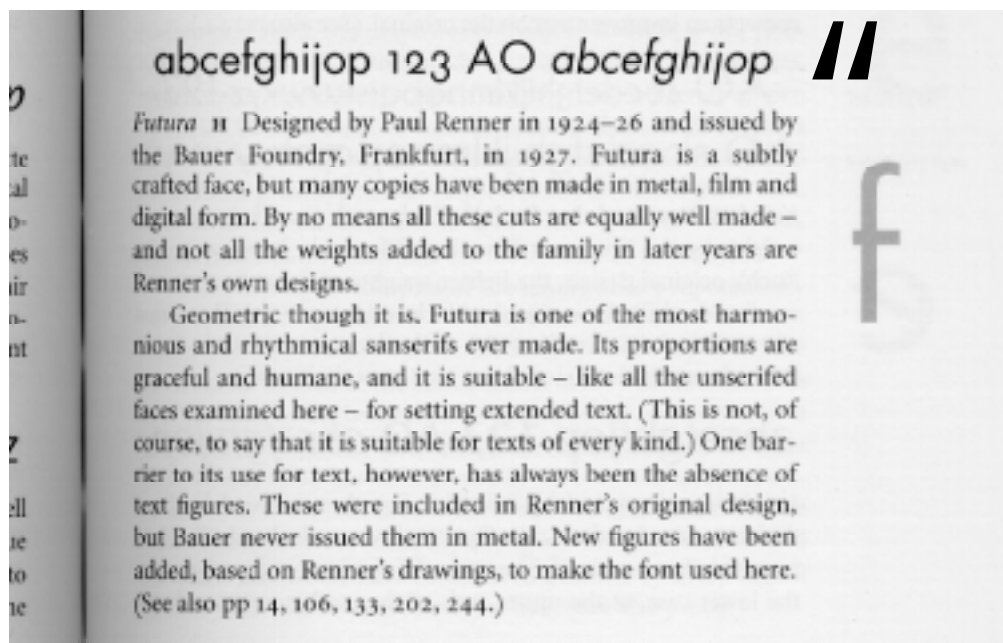 abcefghijop 123 AO abcefghijop "
Futura II Designed by Paul Renner in 1924–26 and issued by
the Bauer Foundry, Frankfurt, in 1927. Futura is a subtly
crafted face, but many copies have been made in metal, film and
digital form. By no means all these cuts are equally well made –
and not all the weights added to the family in later years are
Renner's own designs.
Geometric though it is, Futura is one of the most harmo-
nious and rhythmical sanserifs ever made. Its proportions are
graceful and humane, and it is suitable – like all the unserifed
faces examined here – for setting extended text. (This is not, of
course, to say that it is suitable for texts of every kind.) One bar-
rier to its use for text, however, has always been the absence of
text figures. These were included in Renner's original design,
but Bauer never issued them in metal. New figures have been
added, based on Renner's drawings, to make the font used here.
(See also pp 14, 106, 133, 202, 244.)
f